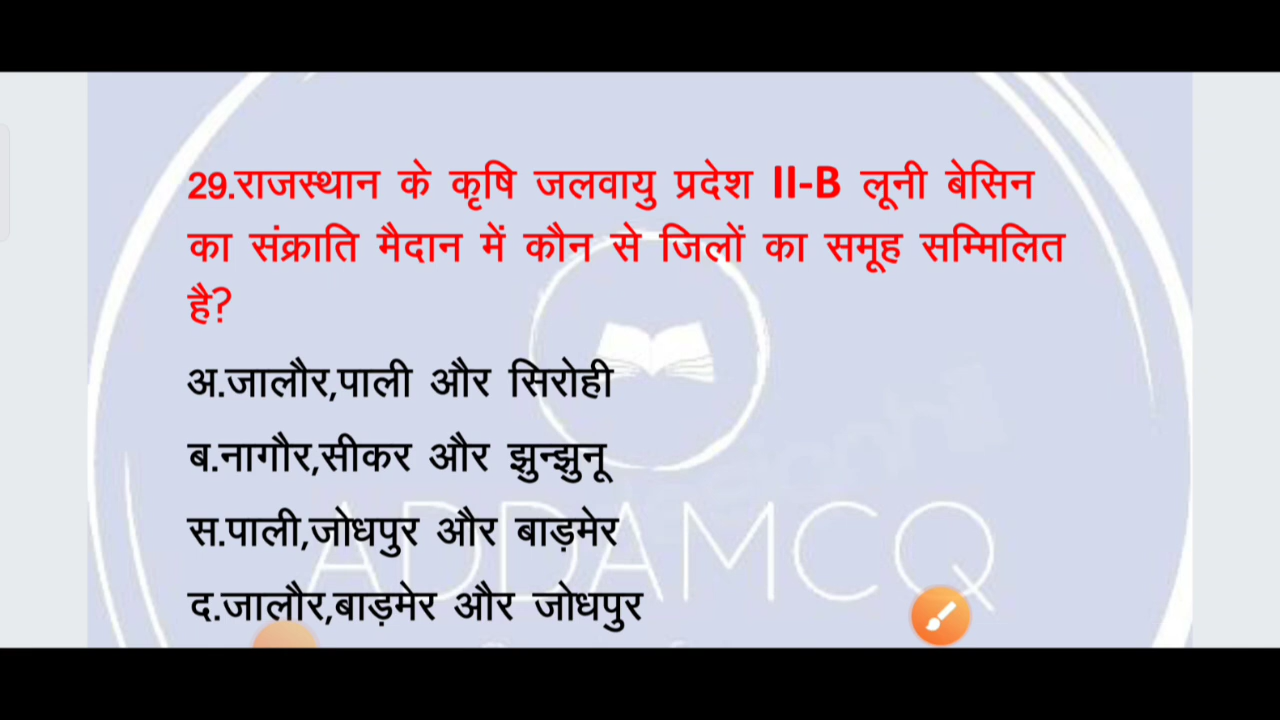 29.राजस्थान के कृषि जलवायु प्रदेश II-B लूनी बेसिन
का संक्राति मैदान में कौन से जिलों का समूह सम्मिलित
है?
अ.जालौर,पाली और सिरोही
ब.नागौर,सीकर और झुन्झुनू
स.पाली,जोधपुर और बाड़मेर
द.जालौर,बाड़मेर और जोधपुर
ADDAMCQ